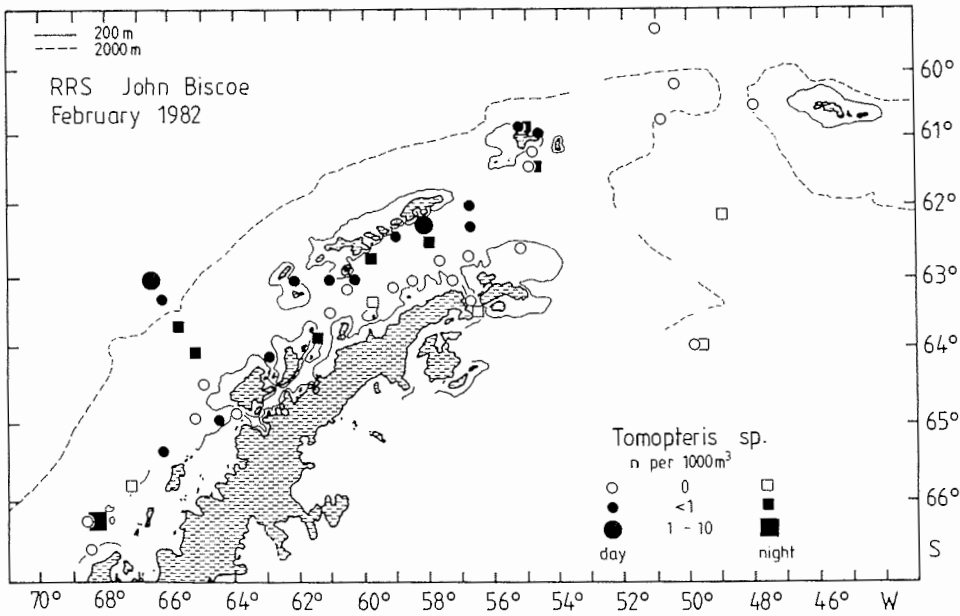 200 m
2000 m
RRS John Biscoe
February 1982
60°
61°
62°
63°
64°
65°
66°
S
Tomopteris sp.
n per 1000m³
0
<1
1 - 10
day night
70° 68° 66° 64° 62° 60° 58° 56° 54° 52° 50° 48° 46° W